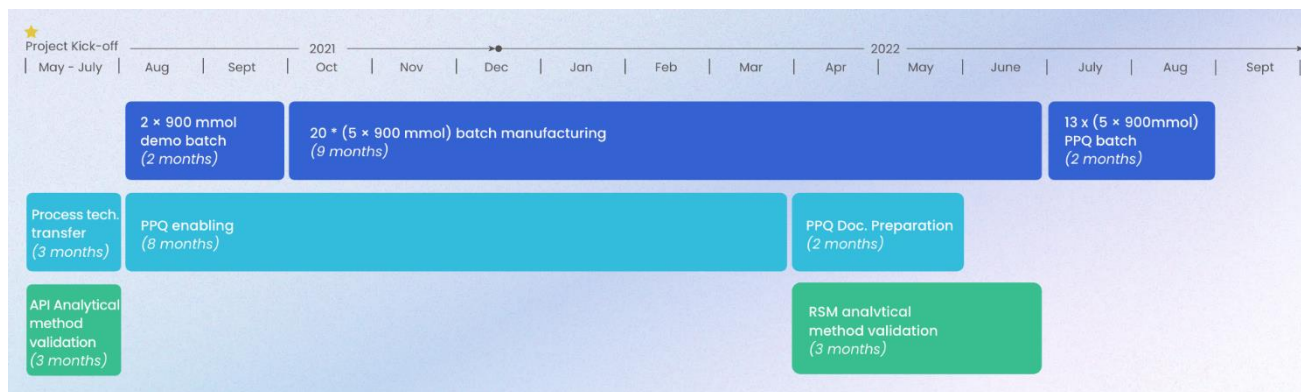 Project Kick-off
2021
2022
May - July
Aug
Sept
Oct
Nov
Dec
Jan
Feb
Mar
Apr
May
June
July
Aug
Sept
2 × 900 mmol
demo batch
(2 months)
20 * (5 × 900 mmol) batch manufacturing
(9 months)
13 x (5 × 900mmol)
PPQ batch
(2 months)
Process tech.
transfer
(3 months)
PPQ enabling
(8 months)
PPQ Doc. Preparation
(2 months)
API Analytical
method
validation
(3 months)
RSM analytical
method validation
(3 months)